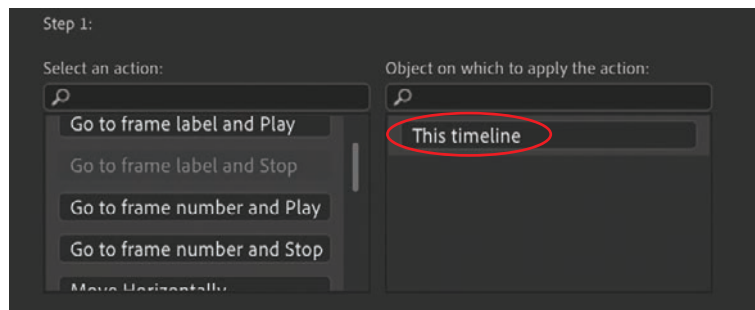 Step 1:
Select an action:
Object on which to apply the action:
Go to frame label and Play
This timeline
Go to frame label and Stop
Go to frame number and Play
Go to frame number and Stop
Move Horizontally